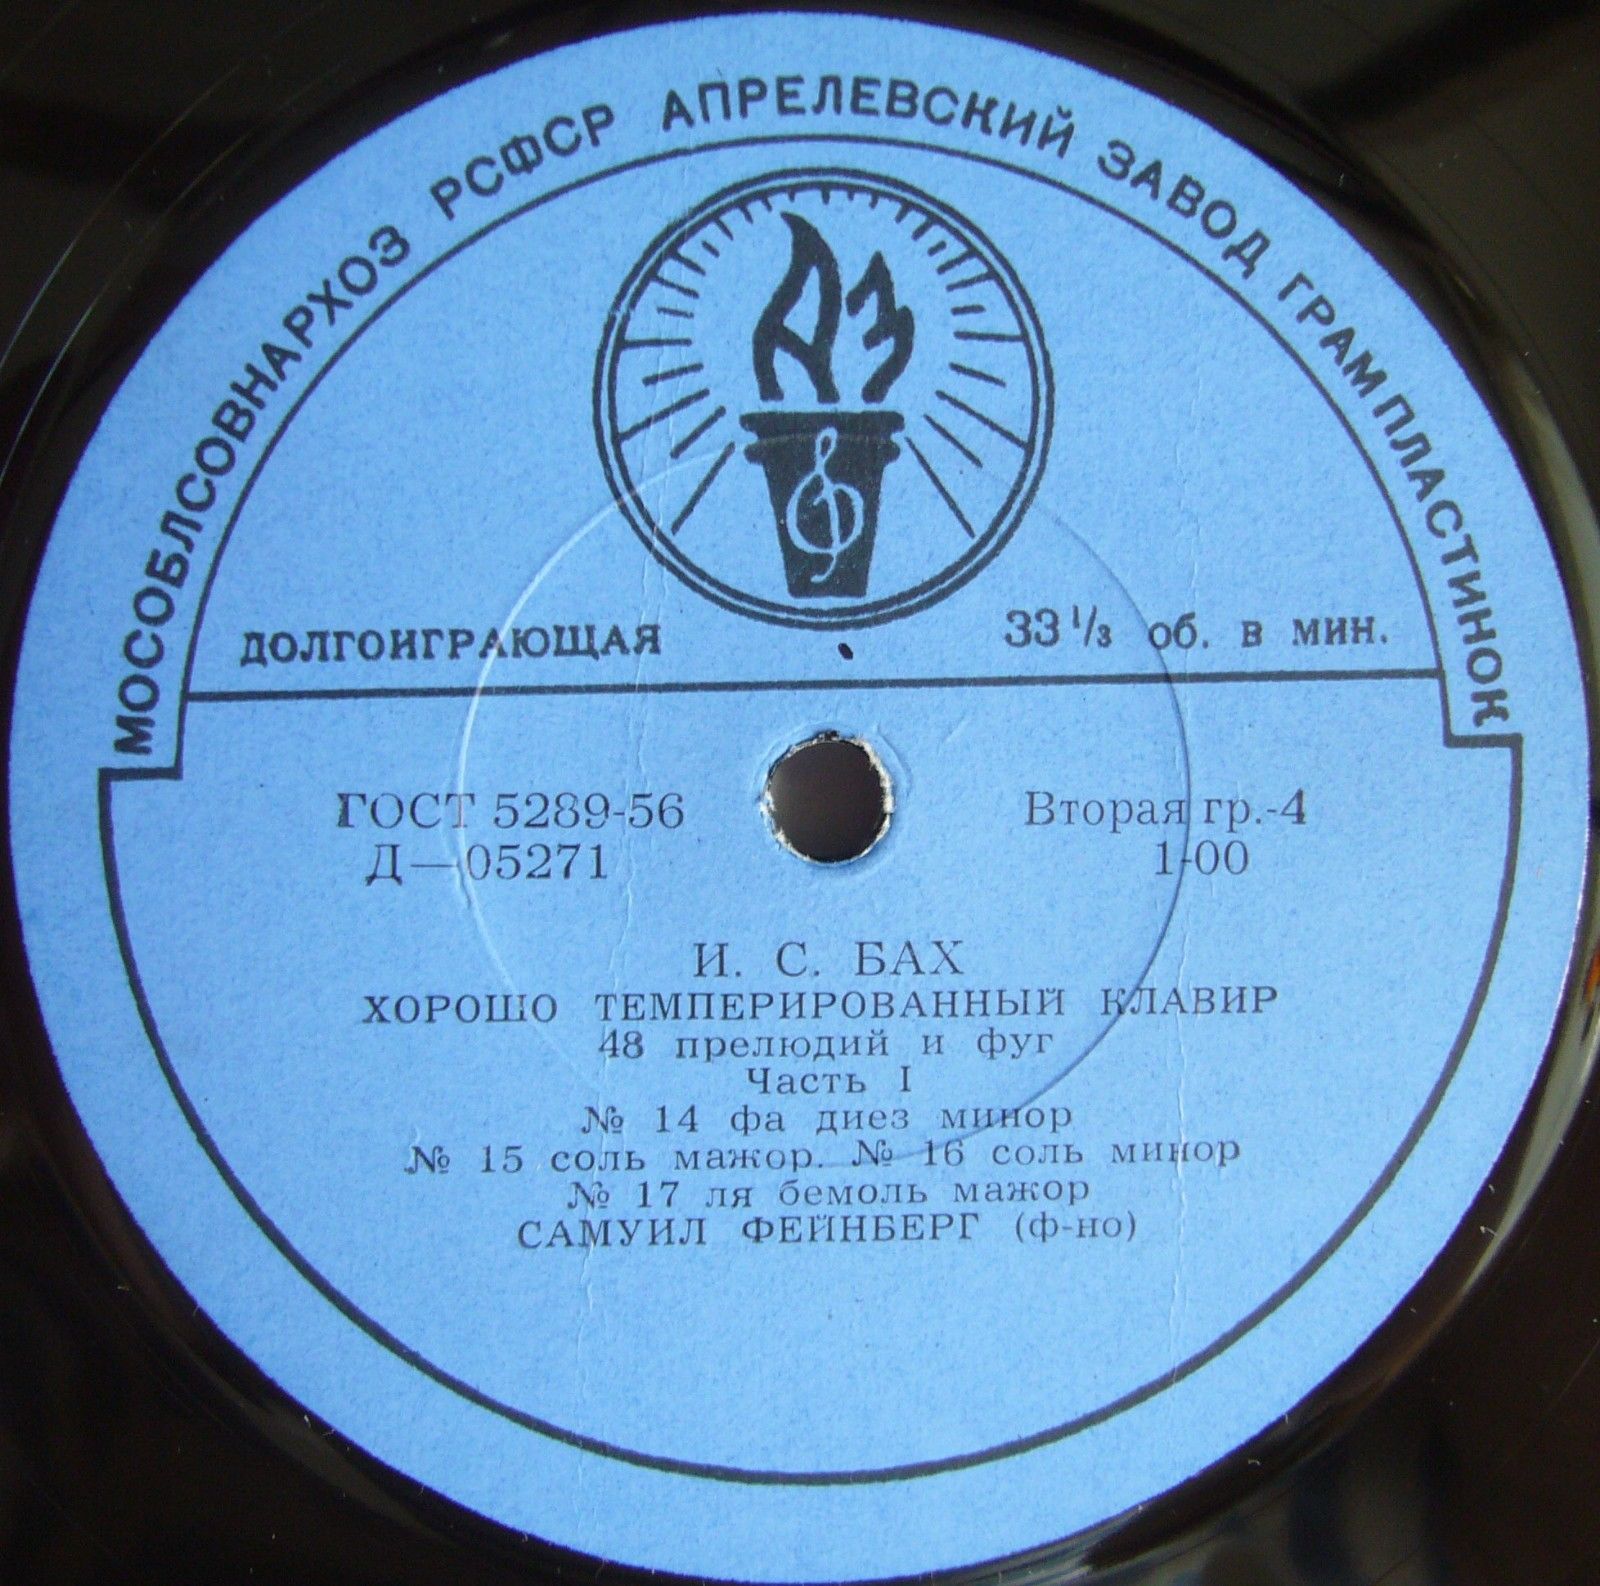 МОСОБЛСОВНАРХОЗ РСФСР АПРЕЛЕВСКИЙ ЗАВОД ГРАМПЛАСТИНОК
АЗ
ДОЛГОИГРАЮЩАЯ 33 1/3 об. в мин.
ГОСТ 5289-56 Вторая гр.-4
Д—05271 1-00
И. С. БАХ
ХОРОШО ТЕМПЕРИРОВАННЫЙ КЛАВИР
48 прелюдий и фуг
Часть I
№ 14 фа диез минор
№ 15 соль мажор. № 16 соль минор
№ 17 ля бемоль мажор
САМУИЛ ФЕЙНБЕРГ (ф-но)